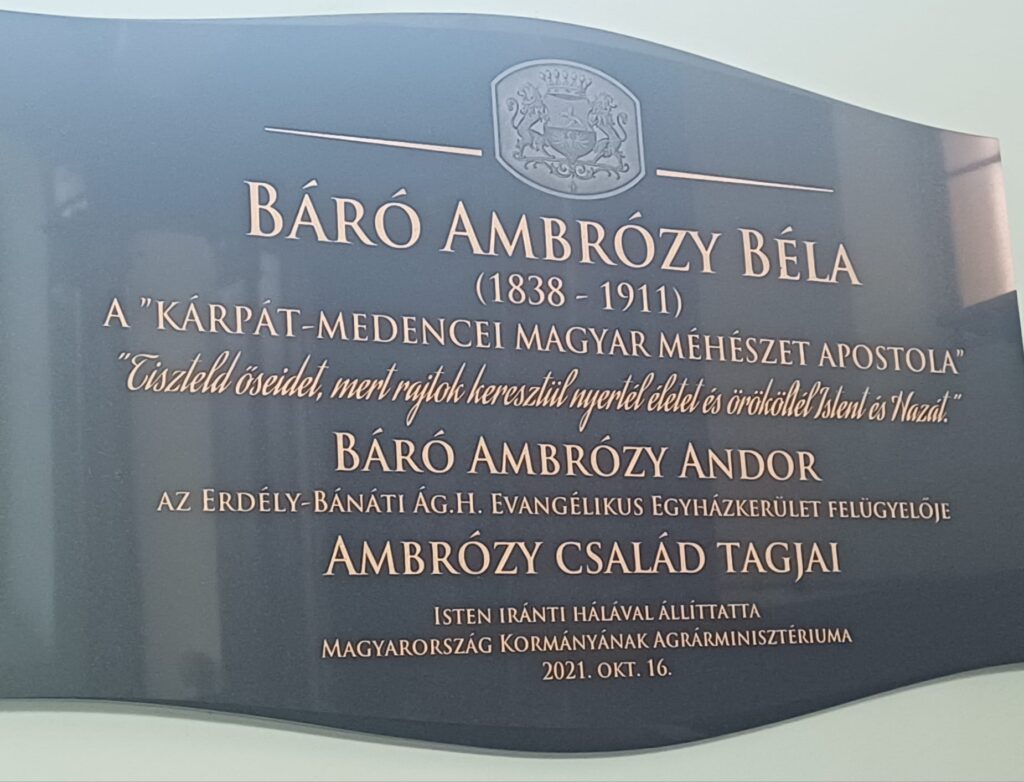 BÁRÓ AMBRÓZY BÉLA
(1838 - 1911)
A "KÁRPÁT-MEDENCEI MAGYAR MÉHÉSZET APOSTOLA"
"Tiszteld őseidet, mert rajtok keresztül nyertél életet és örököltél Istent és Hazát."
BÁRÓ AMBRÓZY ANDOR
AZ ERDÉLY-BÁNÁTI ÁG.H. EVANGÉLIKUS EGYHÁZKERÜLET FELÜGYELŐJE
AMBRÓZY CSALÁD TAGJAI
ISTEN IRÁNTI HÁLÁVAL ÁLLÍTTATTA
MAGYARORSZÁG KORMÁNYÁNAK AGRÁRMINISZTÉRIUMA
2021. OKT. 16.